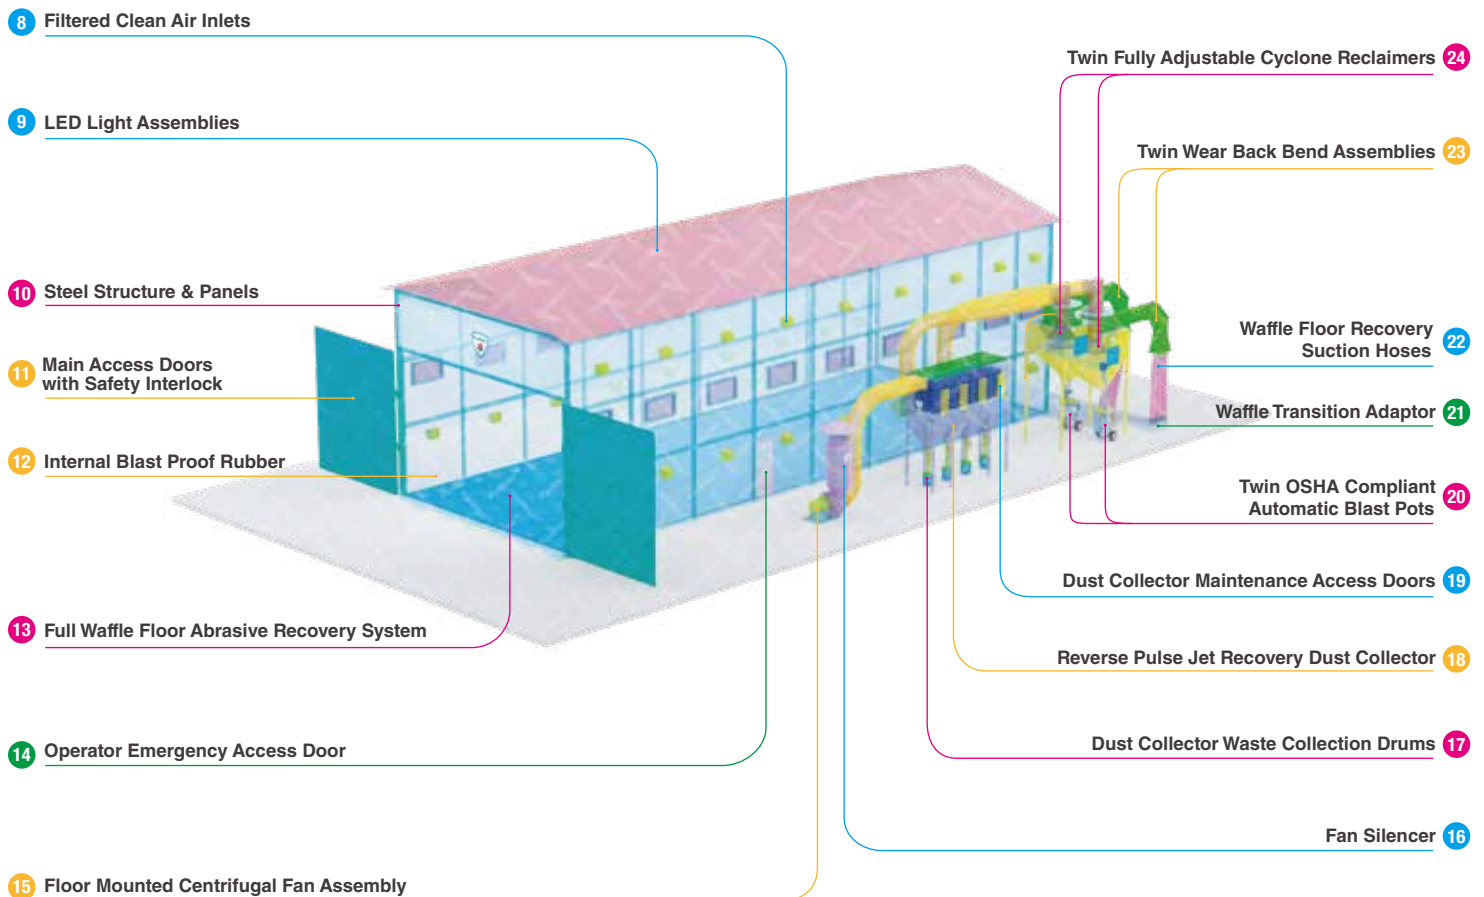 8 Filtered Clean Air Inlets
9 LED Light Assemblies
10 Steel Structure & Panels
11 Main Access Doors
with Safety Interlock
12 Internal Blast Proof Rubber
13 Full Waffle Floor Abrasive Recovery System
14 Operator Emergency Access Door
15 Floor Mounted Centrifugal Fan Assembly
Twin Fully Adjustable Cyclone Reclaimers 24
Twin Wear Back Bend Assemblies 23
Waffle Floor Recovery
Suction Hoses 22
Waffle Transition Adaptor 21
Twin OSHA Compliant
Automatic Blast Pots 20
Dust Collector Maintenance Access Doors 19
Reverse Pulse Jet Recovery Dust Collector 18
Dust Collector Waste Collection Drums 17
Fan Silencer 16